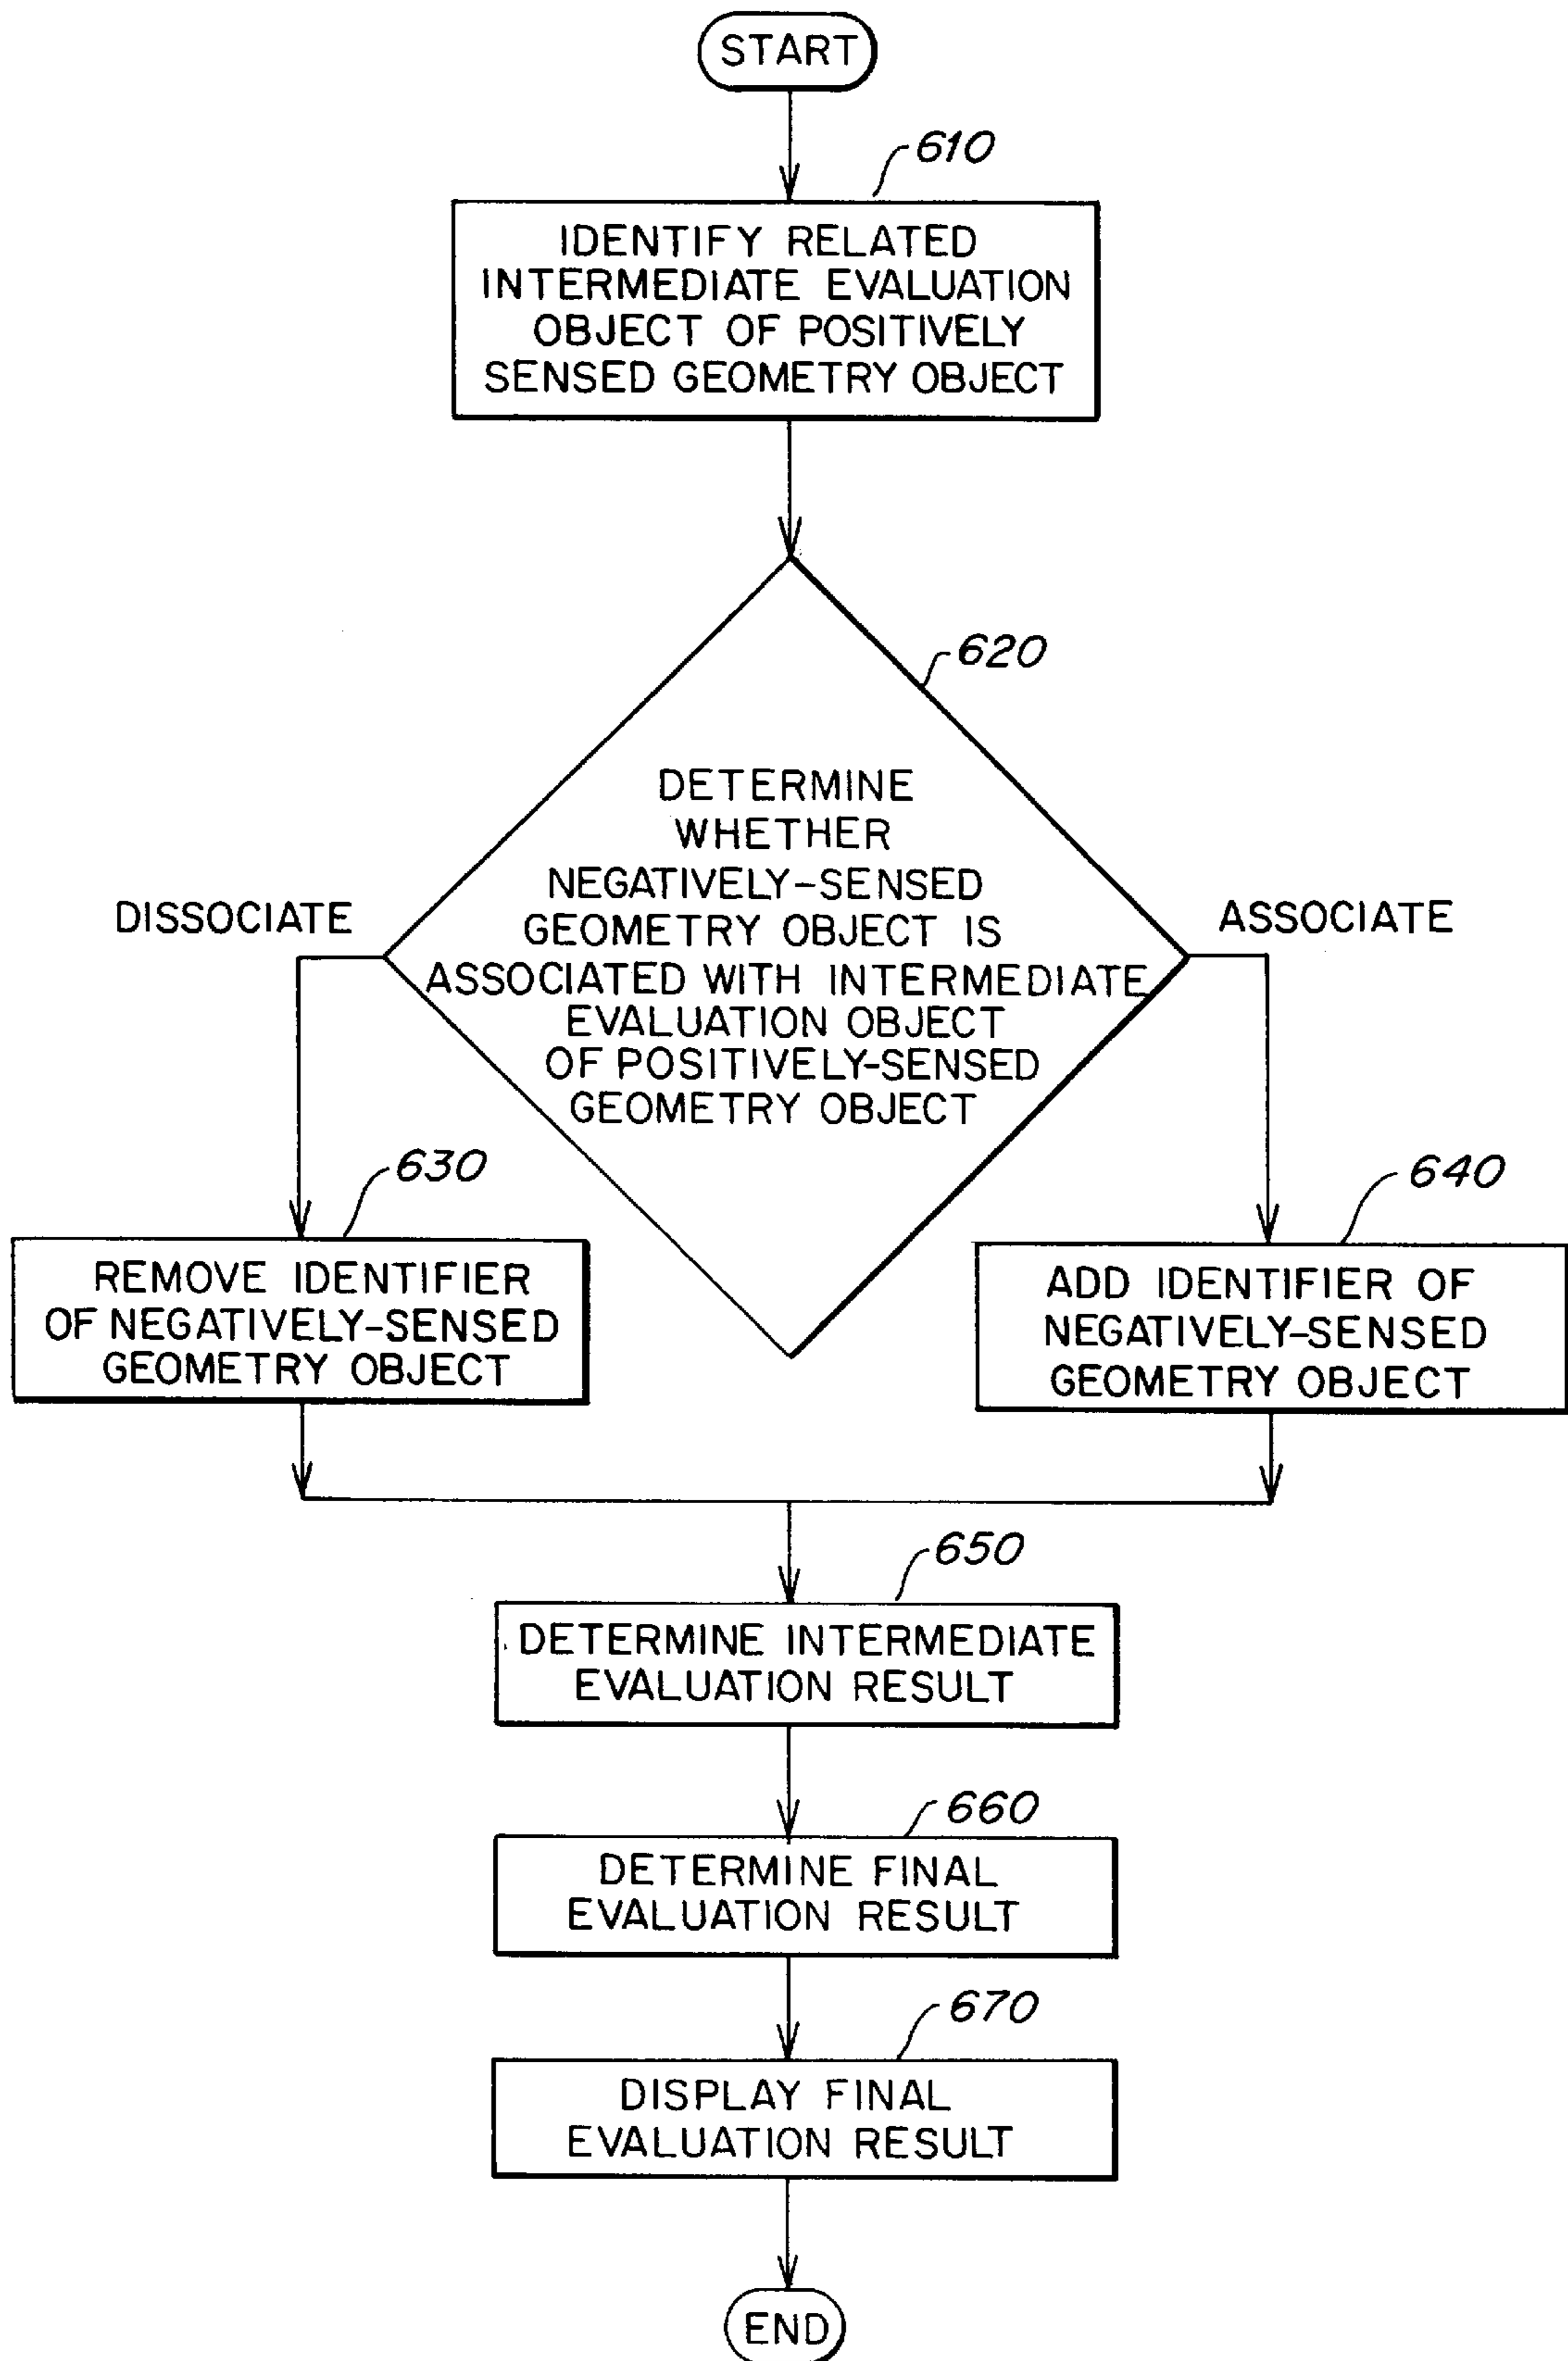 START
610
IDENTIFY RELATED
INTERMEDIATE EVALUATION
OBJECT OF POSITIVELY
SENSED GEOMETRY OBJECT
620
DETERMINE
WHETHER
NEGATIVELY-SENSED
GEOMETRY OBJECT IS
ASSOCIATED WITH INTERMEDIATE
EVALUATION OBJECT
OF POSITIVELY-SENSED
GEOMETRY OBJECT
DISSOCIATE
ASSOCIATE
630
REMOVE IDENTIFIER
OF NEGATIVELY-SENSED
GEOMETRY OBJECT
640
ADD IDENTIFIER OF
NEGATIVELY-SENSED
GEOMETRY OBJECT
650
DETERMINE INTERMEDIATE
EVALUATION RESULT
660
DETERMINE FINAL
EVALUATION RESULT
670
DISPLAY FINAL
EVALUATION RESULT
END